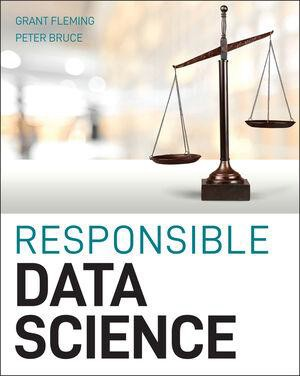 GRANT FLEMING
PETER BRUCE
RESPONSIBLE
DATA
SCIENCE